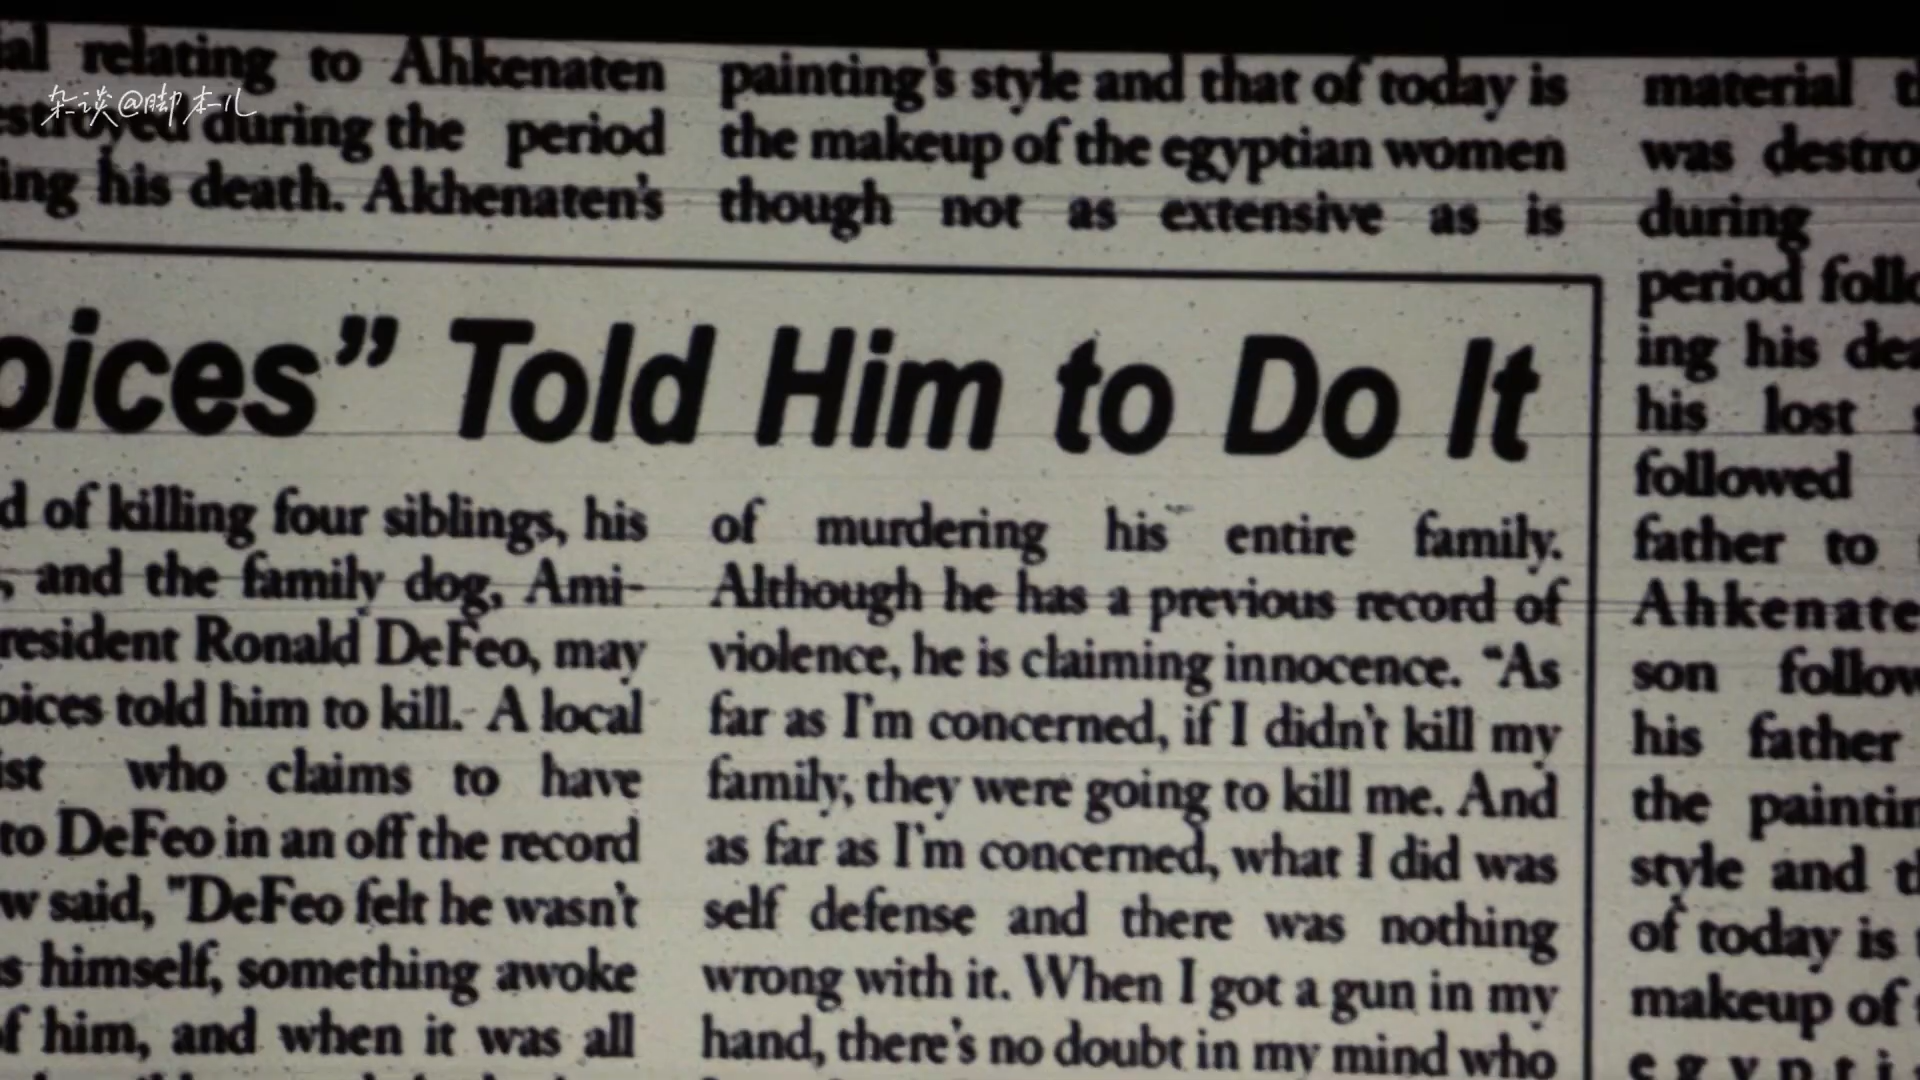 杂谈@脚本儿
relating to Ahkenaten
during the period
his death. Akhenaten's
painting's style and that of today is
the makeup of the egyptian women
though not as extensive as is
oices” Told Him to Do It
d of killing four siblings, his
, and the family dog, Ami-
resident Ronald DeFeo, may
oices told him to kill. A local
ist who claims to have
to DeFeo in an off the record
w said, "DeFeo felt he wasn't
s himself, something awoke
of him, and when it was all
of murdering his entire family.
Although he has a previous record of
violence, he is claiming innocence. “As
far as I'm concerned, if I didn't kill my
family, they were going to kill me. And
as far as I'm concerned, what I did was
self defense and there was nothing
wrong with it. When I got a gun in my
hand, there's no doubt in my mind who
material
was destro
during
period follo
ing his dea
his lost
followed
father to
Ahkenate
son follow
his father
the paintin
style and th
of today is
makeup of
egypti